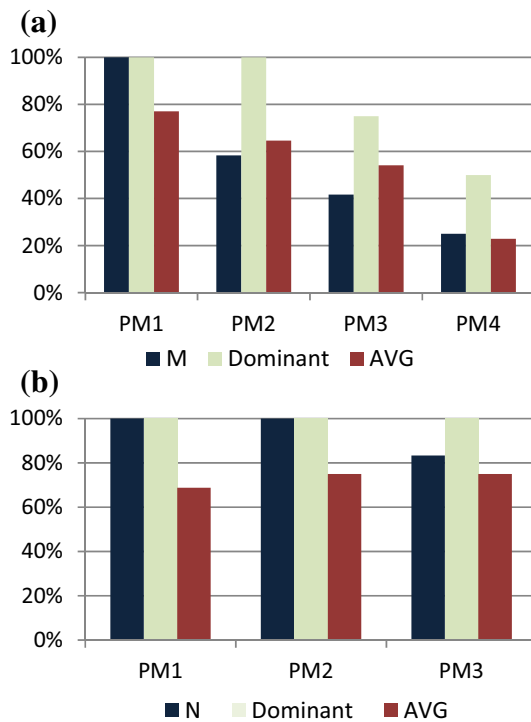 (a)
100%
80%
60%
40%
20%
0%
PM1 PM2 PM3 PM4
M Dominant AVG
(b)
100%
80%
60%
40%
20%
0%
PM1 PM2 PM3
N Dominant AVG